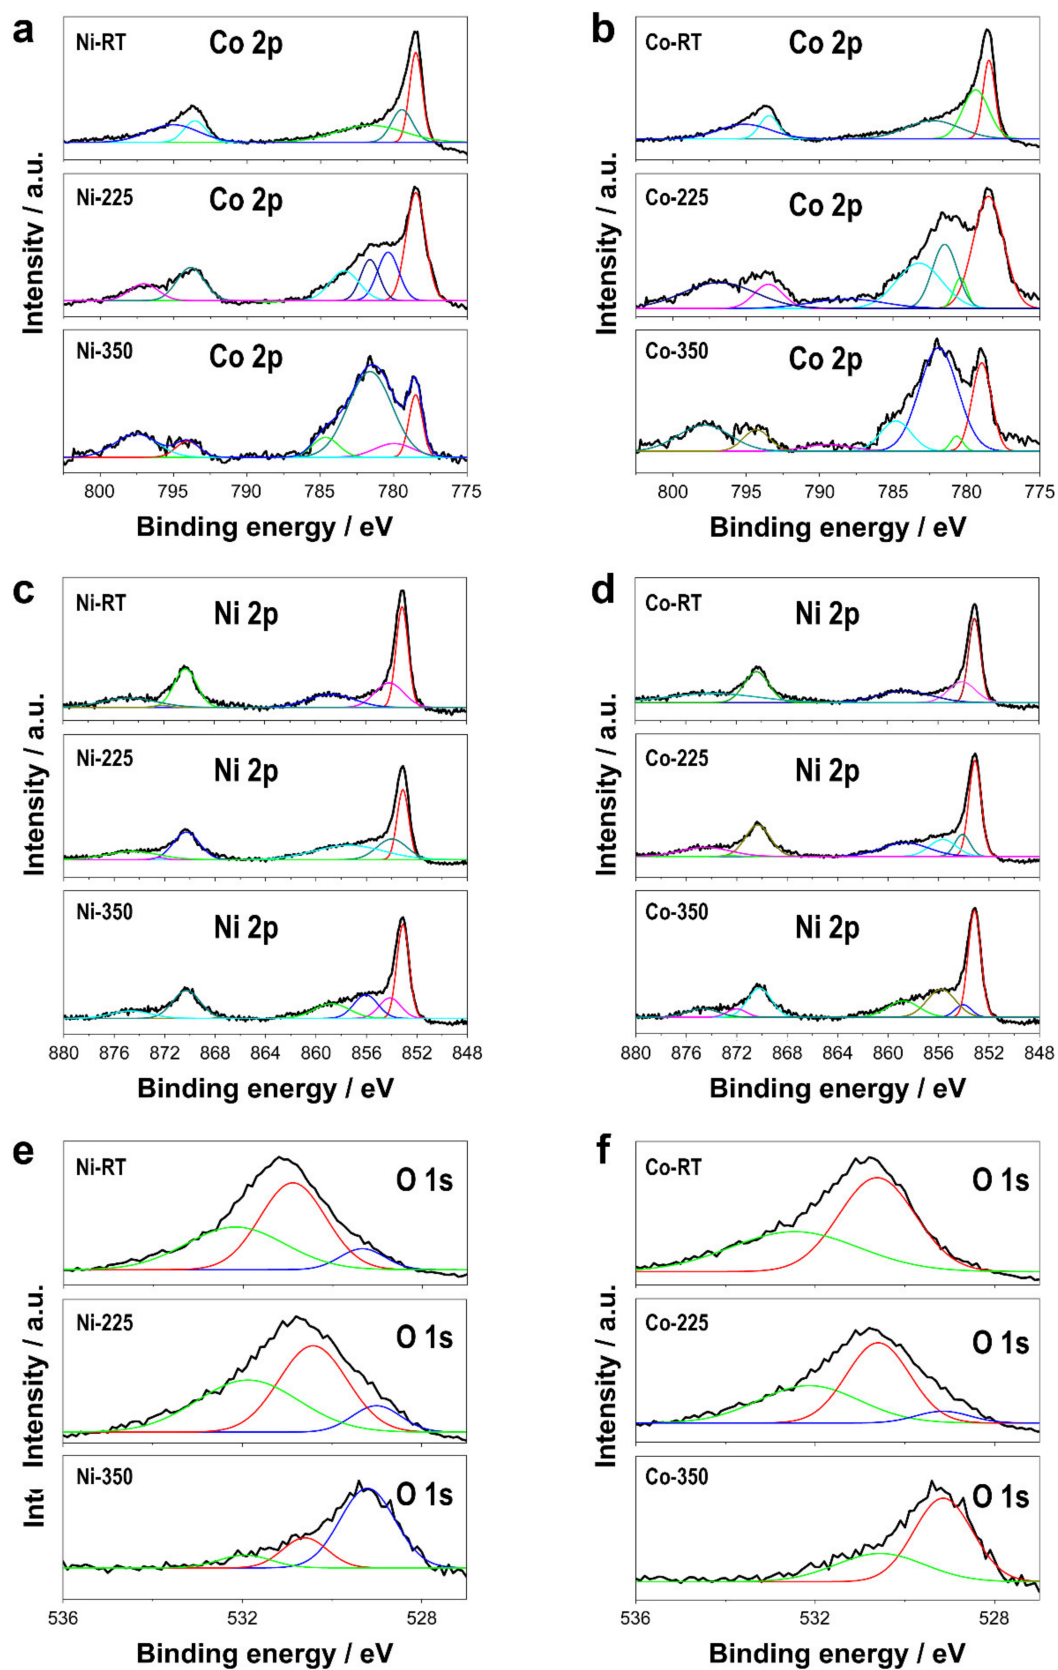 a
Ni-RT
Co 2p
Ni-225
Co 2p
Ni-350
Co 2p
Intensity / a.u.
800 795 790 785 780 775
Binding energy / eV
b
Co-RT
Co 2p
Co-225
Co 2p
Co-350
Co 2p
Intensity / a.u.
800 795 790 785 780 775
Binding energy / eV
c
Ni-RT
Ni 2p
Ni-225
Ni 2p
Ni-350
Ni 2p
Intensity / a.u.
880 876 872 868 864 860 856 852 848
Binding energy / eV
d
Co-RT
Ni 2p
Co-225
Ni 2p
Co-350
Ni 2p
Intensity / a.u.
880 876 872 868 864 860 856 852 848
Binding energy / eV
e
Ni-RT
O 1s
Ni-225
O 1s
Ni-350
O 1s
Intensity / a.u.
536 532 528
Binding energy / eV
f
Co-RT
O 1s
Co-225
O 1s
Co-350
O 1s
Intensity / a.u.
536 532 528
Binding energy / eV